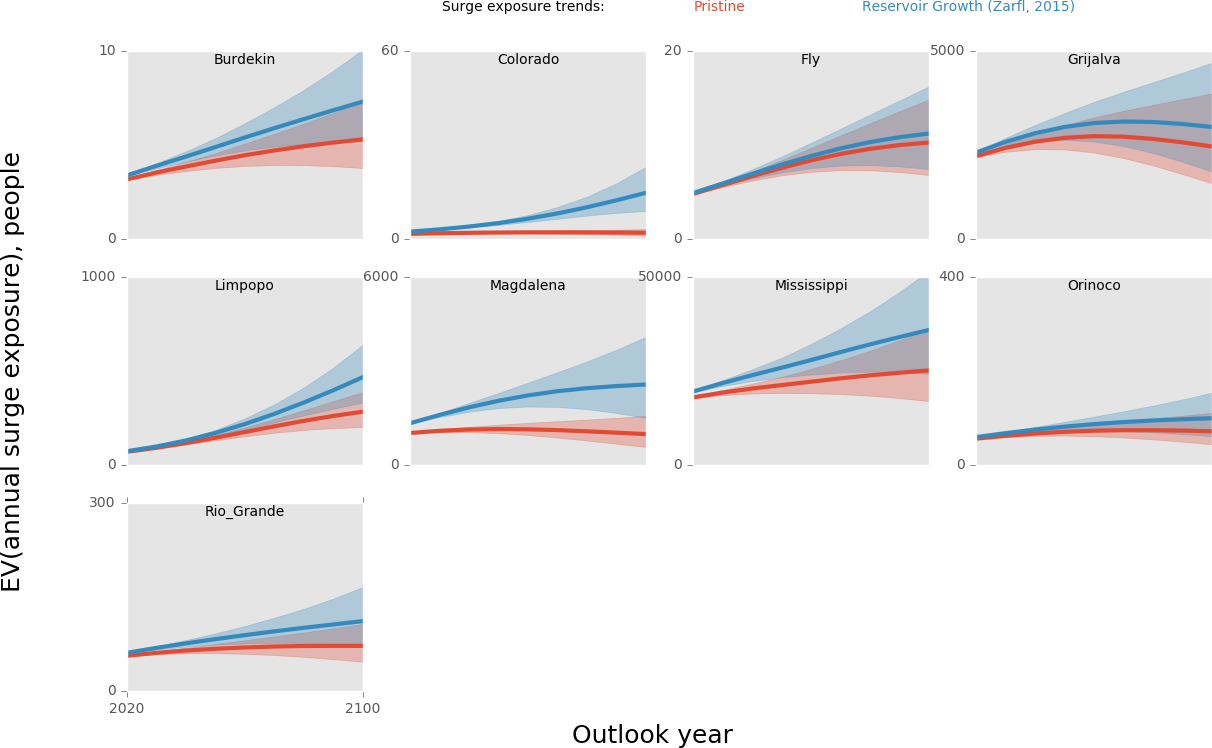 Surge exposure trends: Pristine Reservoir Growth (Zarfl, 2015)
EV(annual surge exposure), people
10 60 20 5000
Burdekin Colorado Fly Grijalva
0 0 0 0
1000 6000 50000 400
Limpopo Magdalena Mississippi Orinoco
0 0 0 0
300
Rio_Grande
0
2020 2100
Outlook year